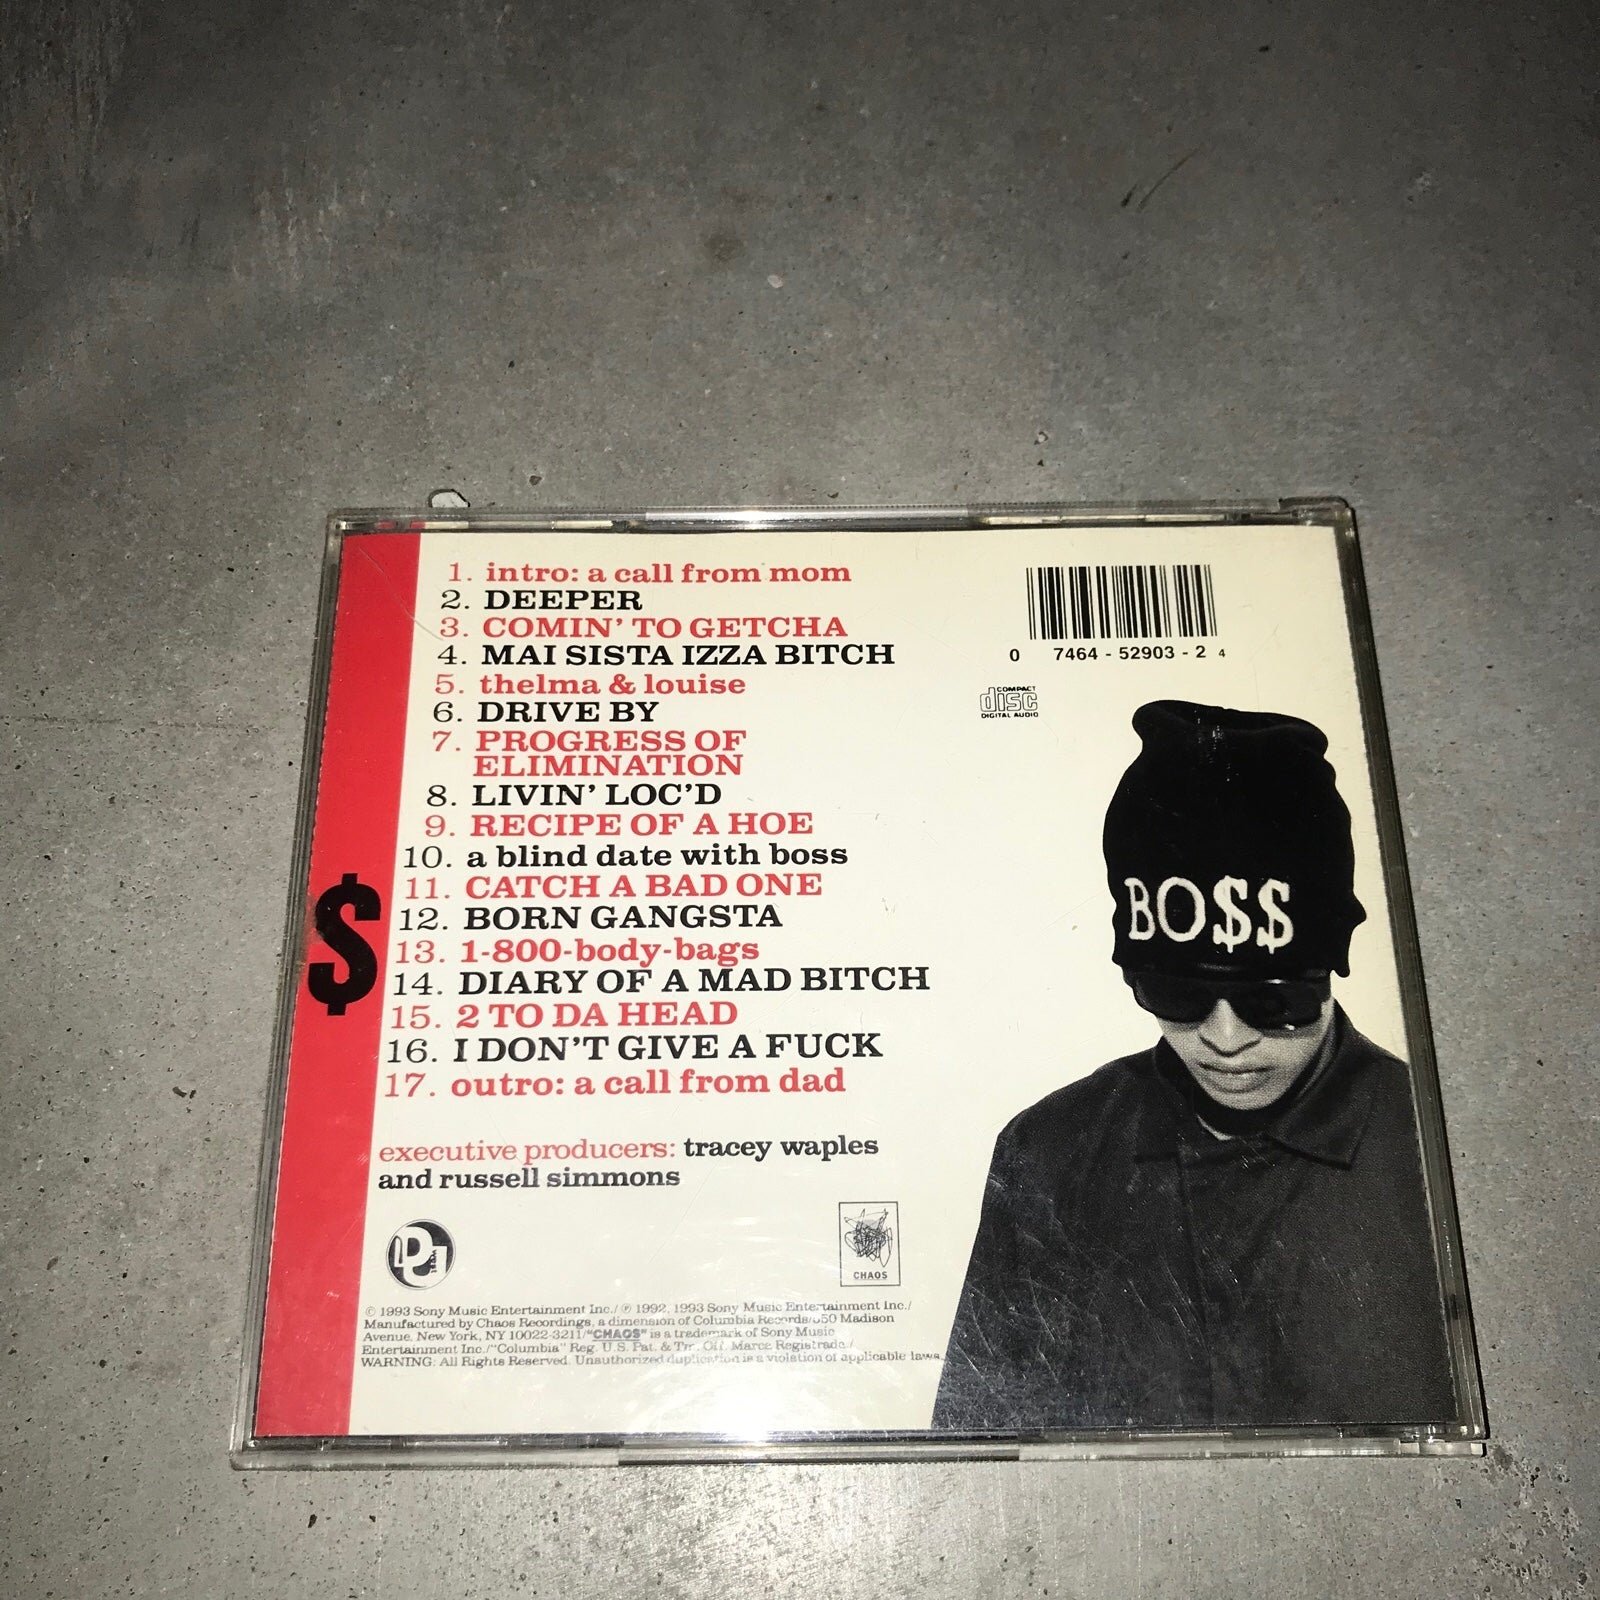 1. intro: a call from mom
2. DEEPER
3. COMIN' TO GETCHA
4. MAI SISTA IZZA BITCH
5. thelma & louise
6. DRIVE BY
7. PROGRESS OF
ELIMINATION
8. LIVIN' LOC'D
9. RECIPE OF A HOE
10. a blind date with boss
11. CATCH A BAD ONE
12. BORN GANGSTA
13. 1-800-body-bags
14. DIARY OF A MAD BITCH
15. 2 TO DA HEAD
16. I DON'T GIVE A FUCK
17. outro: a call from dad
executive producers: tracey waples
and russell simmons
$
0 7464 - 52903 - 2 4
COMPACT
disc
DIGITAL AUDIO
BO$$
CHAOS
© 1993 Sony Music Entertainment Inc./ ℗ 1992, 1993 Sony Music Entertainment Inc./
Manufactured by Chaos Recordings, a dimension of Columbia Records/550 Madison
Avenue, New York, NY 10022-3211/"CHAOS" is a trademark of Sony Music
Entertainment Inc./"Columbia" Reg. U.S. Pat. & Tm. Off. Marca Registrada./
WARNING: All Rights Reserved. Unauthorized duplication is a violation of applicable laws.